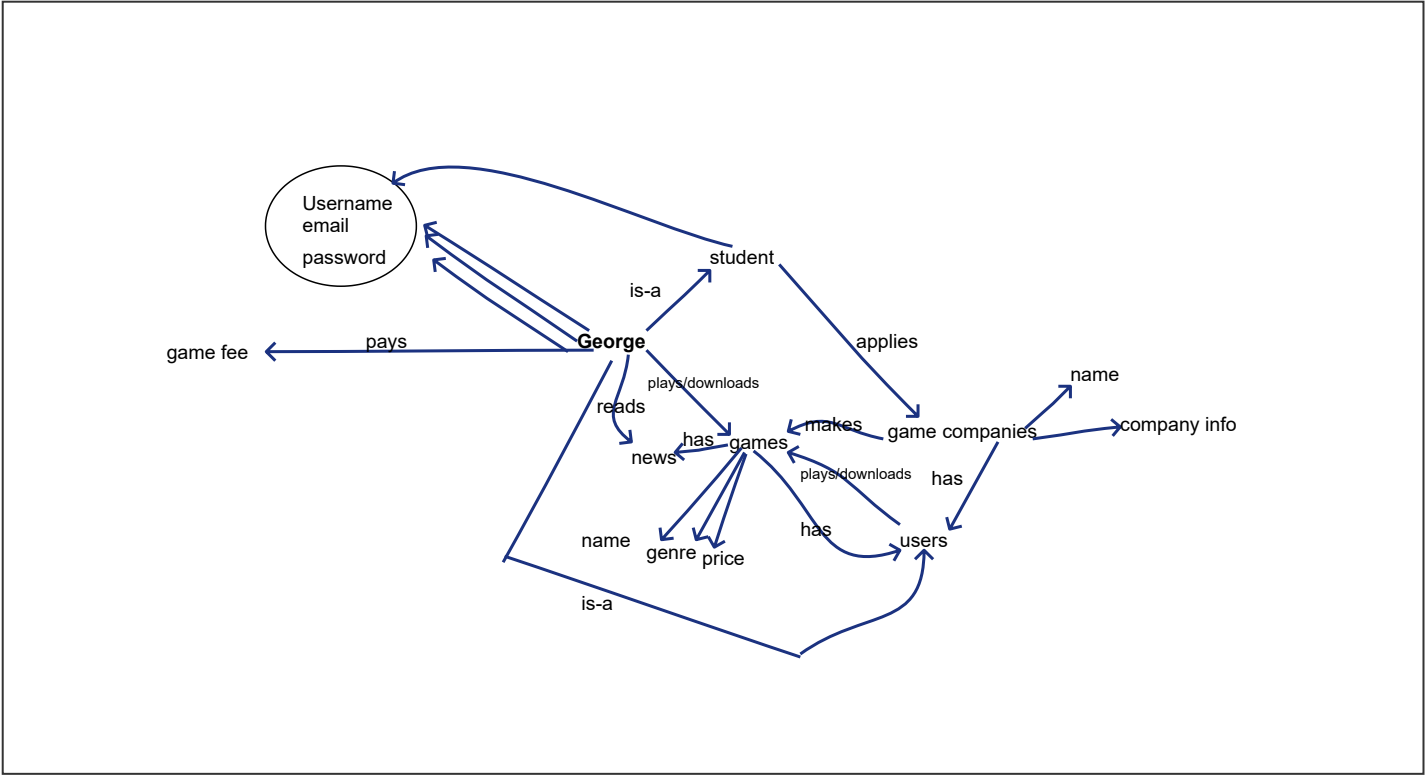 Username
email
password
student
is-a
George
pays
game fee
applies
plays/downloads
name
reads
makes
game companies
company info
has
games
news
plays/downloads
has
has
users
name
genre
price
is-a